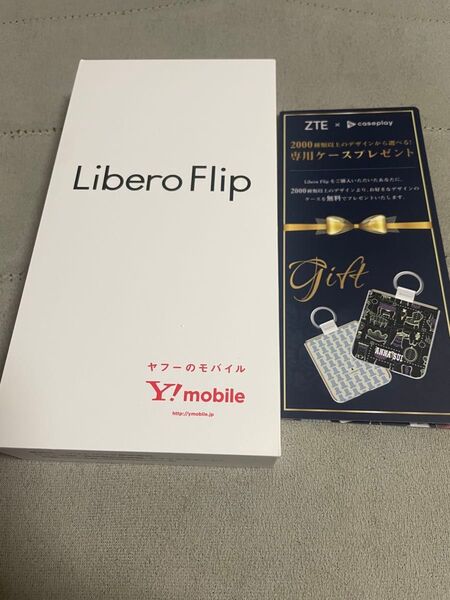 Libero Flip
ヤフーのモバイル
Y! mobile
http://ymobile.jp
ZTE × caseplay
2000種類以上のデザインから選べる!
専用ケースプレゼント
Libero Flip をご購入いただいたあなたに、
2000種類以上のデザインより、お好きなデザインの
ケースを無料でプレゼントいたします。
Gift
ANNA SUI